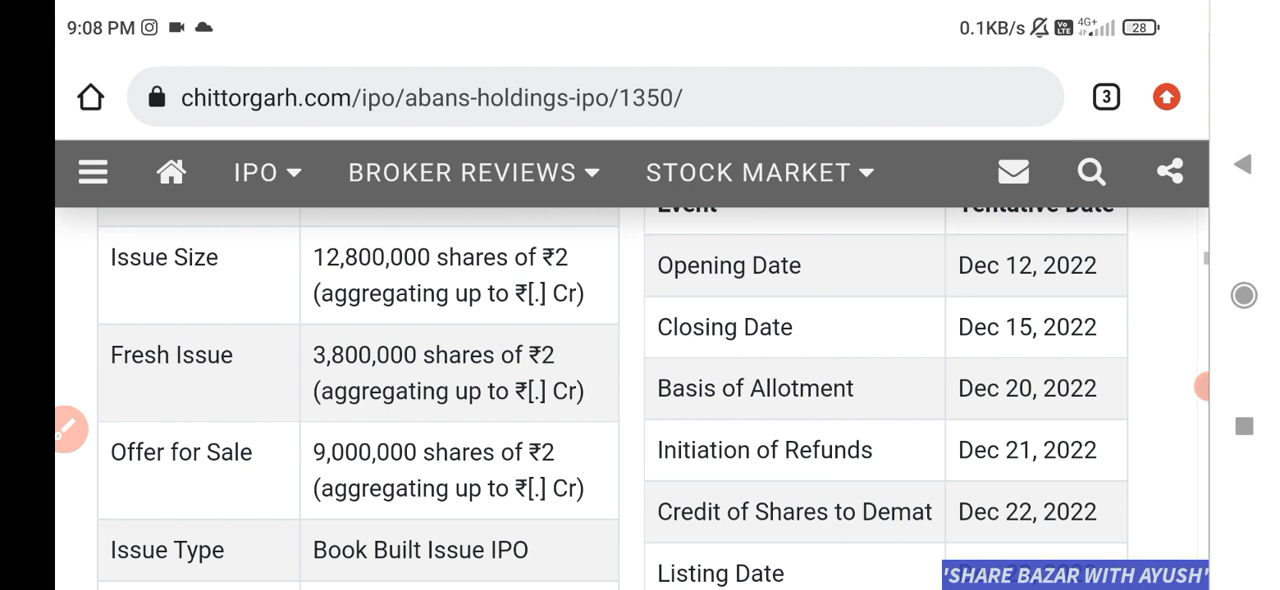 9:08 PM
0.1KB/s Vo LTE 4G+ 28
chittorgarh.com/ipo/abans-holdings-ipo/1350/
3
IPO BROKER REVIEWS STOCK MARKET
Event Tentative Date
Issue Size 12,800,000 shares of ₹2
(aggregating up to ₹[.] Cr)
Fresh Issue 3,800,000 shares of ₹2
(aggregating up to ₹[.] Cr)
Offer for Sale 9,000,000 shares of ₹2
(aggregating up to ₹[.] Cr)
Issue Type Book Built Issue IPO
Opening Date Dec 12, 2022
Closing Date Dec 15, 2022
Basis of Allotment Dec 20, 2022
Initiation of Refunds Dec 21, 2022
Credit of Shares to Demat Dec 22, 2022
Listing Date
'SHARE BAZAR WITH AYUSH'